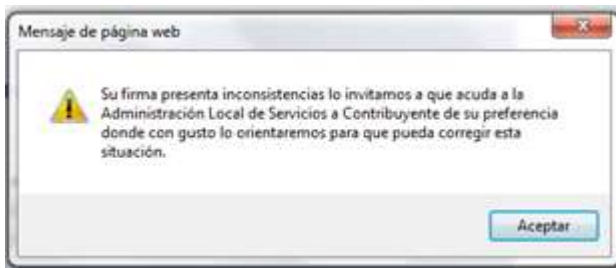 Mensaje de página web
Su firma presenta inconsistencias lo invitamos a que acuda a la
Administración Local de Servicios a Contribuyente de su preferencia
donde con gusto lo orientaremos para que pueda corregir esta
situación.
Aceptar